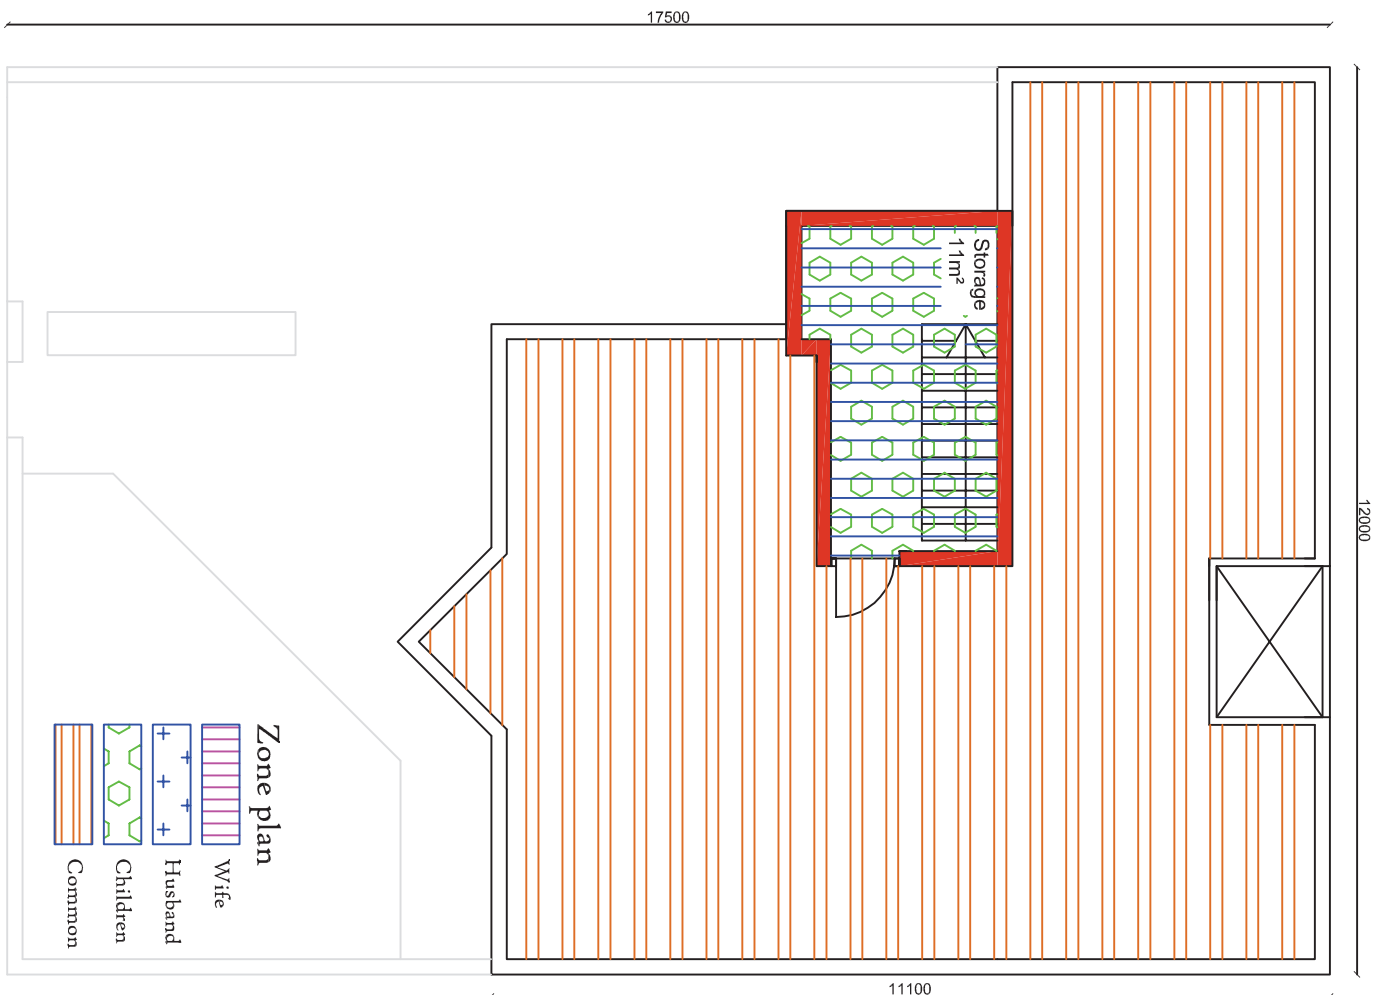 17500
12000
Storage
11m²
Zone plan
Wife
Husband
Children
Common
11100